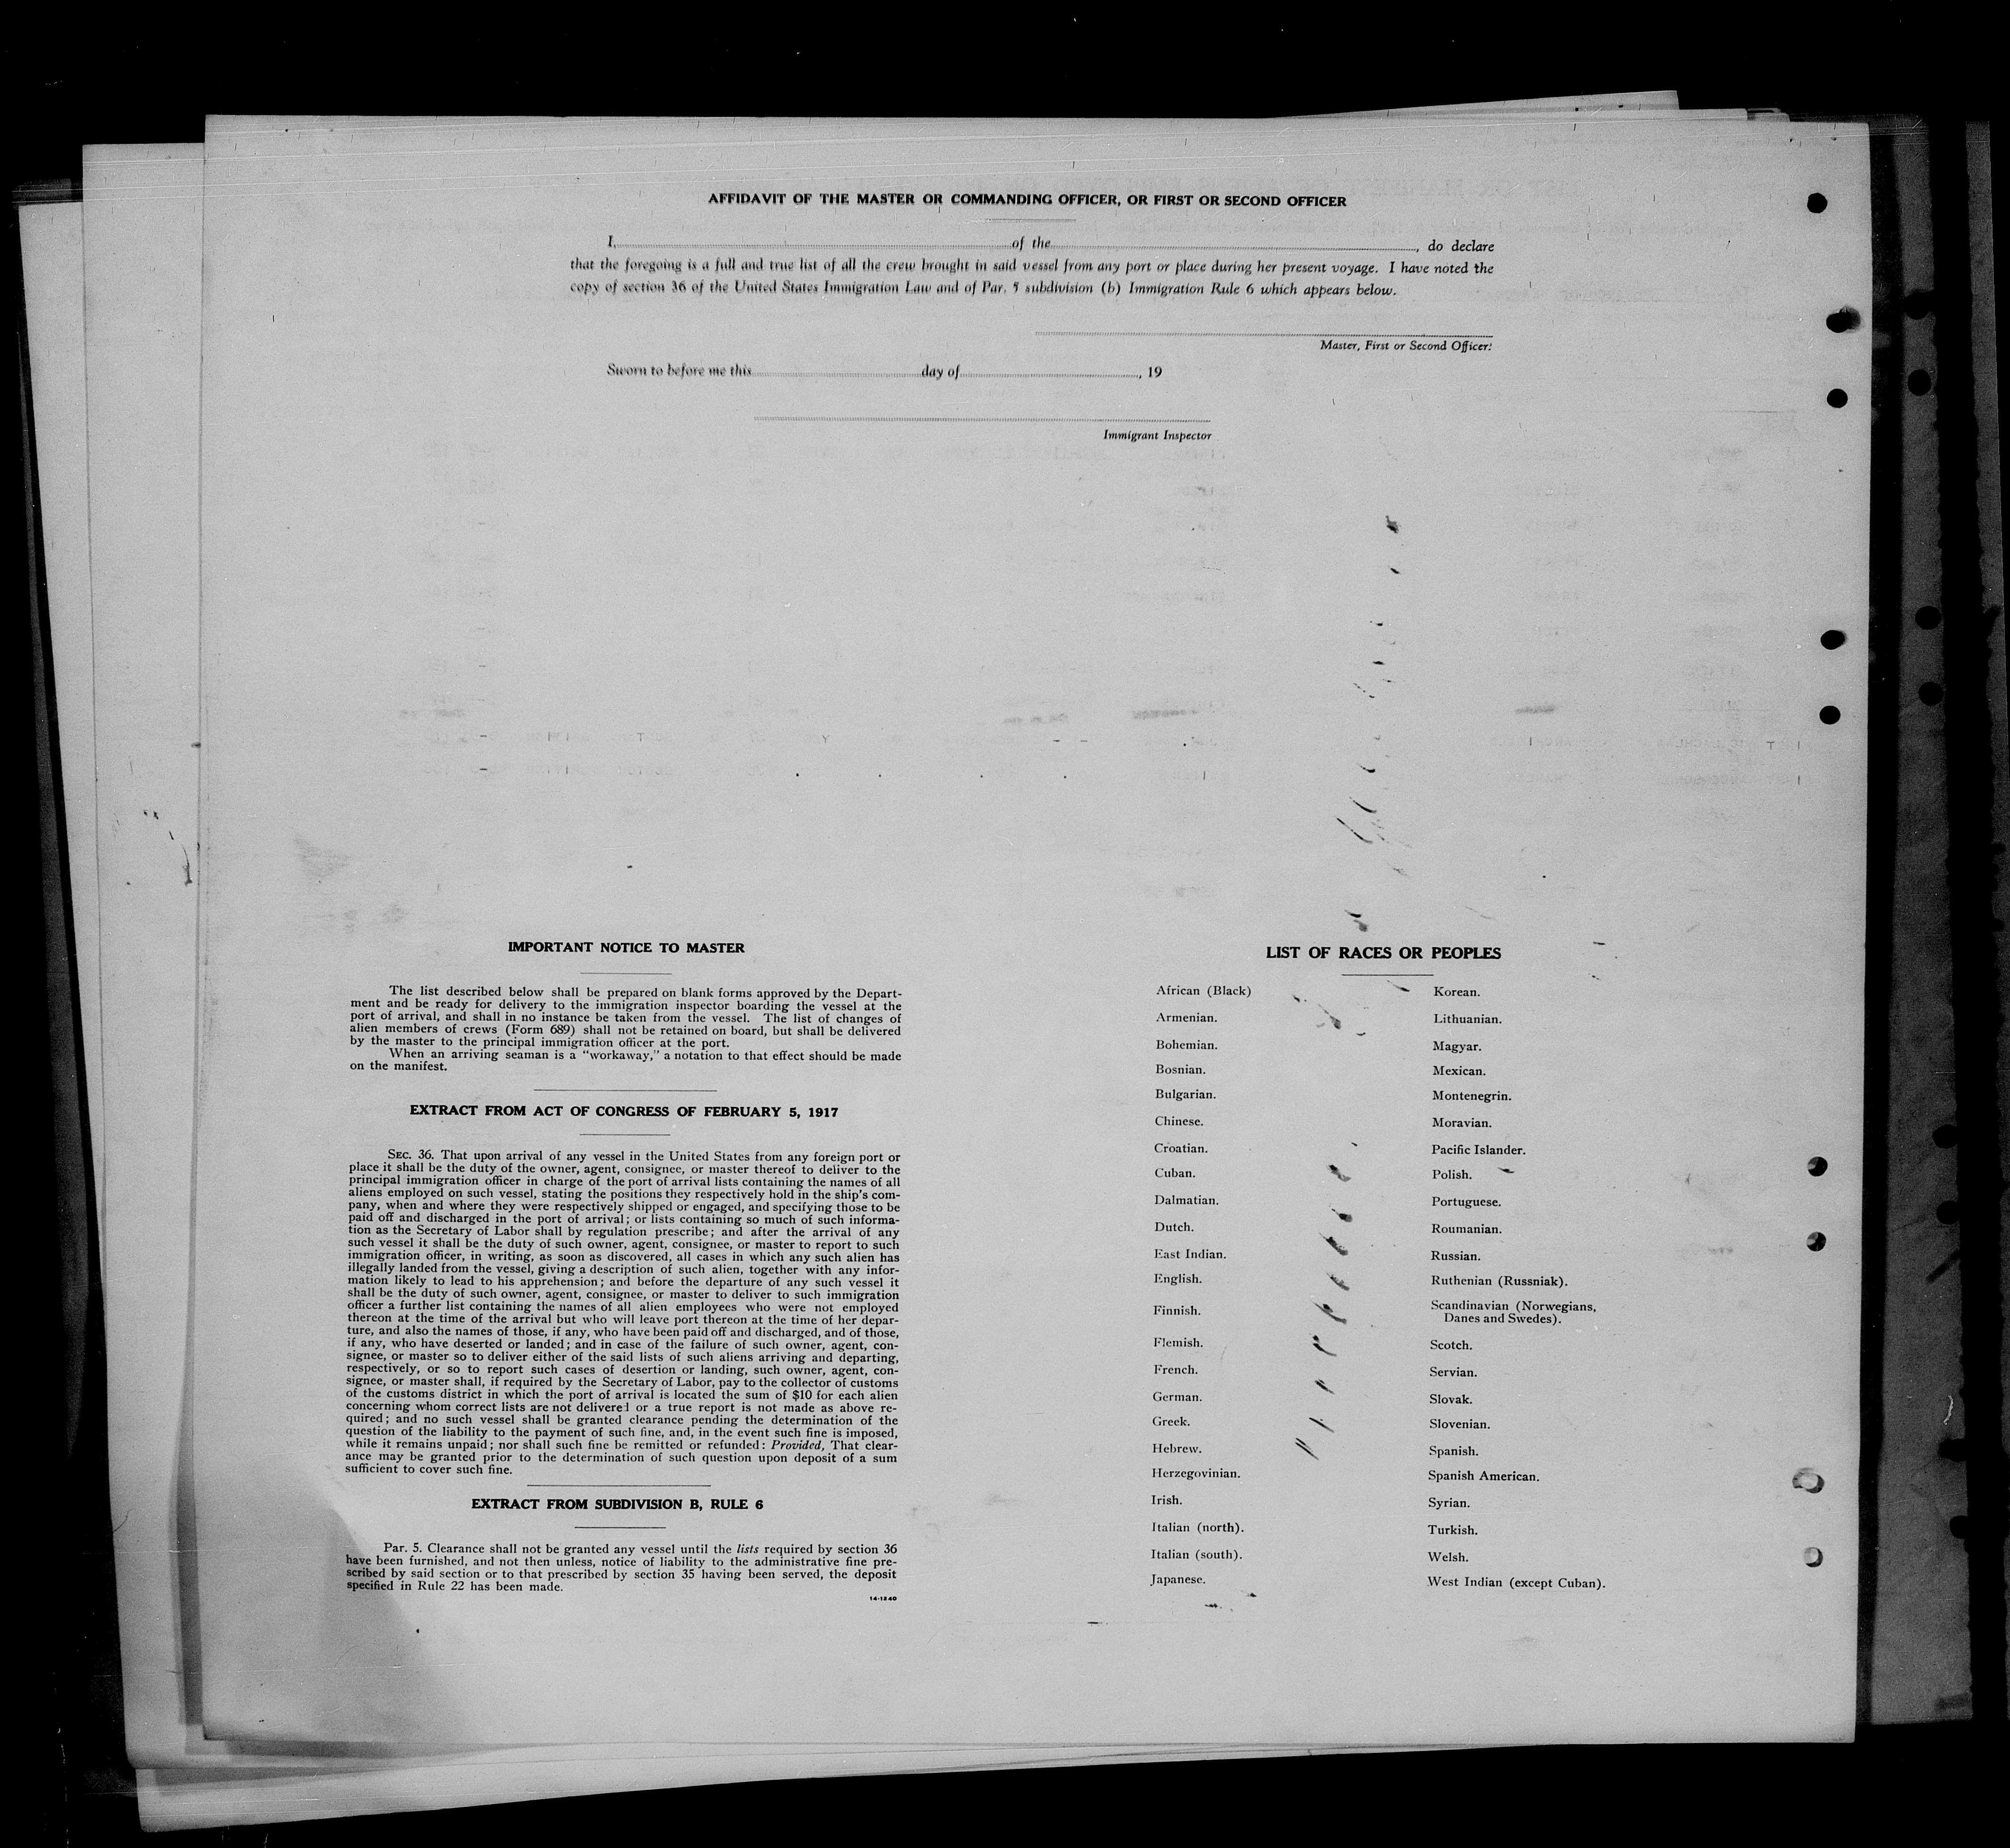 AFFIDAVIT OF THE MASTER OR COMMANDING OFFICER, OR FIRST OR SECOND OFFICER
I, of the , do declare
that the foregoing is a full and true list of all the crew brought in said vessel from any port or place during her present voyage. I have noted the
copy of section 36 of the United States Immigration Law and of Par. 5 subdivision (b) Immigration Rule 6 which appears below.
Master, First or Second Officer.
Sworn to before me this day of , 19
Immigrant Inspector
IMPORTANT NOTICE TO MASTER
The list described below shall be prepared on blank forms approved by the Depart-
ment and be ready for delivery to the immigration inspector boarding the vessel at the
port of arrival, and shall in no instance be taken from the vessel. The list of changes of
alien members of crews (Form 689) shall not be retained on board, but shall be delivered
by the master to the principal immigration officer at the port.
When an arriving seaman is a "workaway," a notation to that effect should be made
on the manifest.
EXTRACT FROM ACT OF CONGRESS OF FEBRUARY 5, 1917
SEC. 36. That upon arrival of any vessel in the United States from any foreign port or
place it shall be the duty of the owner, agent, consignee, or master thereof to deliver to the
principal immigration officer in charge of the port of arrival lists containing the names of all
aliens employed on such vessel, stating the positions they respectively hold in the ship's com-
pany, when and where they were respectively shipped or engaged, and specifying those to be
paid off and discharged in the port of arrival; or lists containing so much of such informa-
tion as the Secretary of Labor shall by regulation prescribe; and after the arrival of any
such vessel it shall be the duty of such owner, agent, consignee, or master to report to such
immigration officer, in writing, as soon as discovered, all cases in which any such alien has
illegally landed from the vessel, giving a description of such alien, together with any infor-
mation likely to lead to his apprehension; and before the departure of any such vessel it
shall be the duty of such owner, agent, consignee, or master to deliver to such immigration
officer a further list containing the names of all alien employees who were not employed
thereon at the time of the arrival but who will leave port thereon at the time of her depar-
ture, and also the names of those, if any, who have been paid off and discharged, and of those,
if any, who have deserted or landed; and in case of the failure of such owner, agent, con-
signee, or master so to deliver either of the said lists of such aliens arriving and departing,
respectively, or so to report such cases of desertion or landing, such owner, agent, con-
signee, or master shall, if required by the Secretary of Labor, pay to the collector of customs
of the customs district in which the port of arrival is located the sum of $10 for each alien
concerning whom correct lists are not delivered or a true report is not made as above re-
quired; and no such vessel shall be granted clearance pending the determination of the
question of the liability to the payment of such fine, and, in the event such fine is imposed,
while it remains unpaid; nor shall such fine be remitted or refunded: Provided, That clear-
ance may be granted prior to the determination of such question upon deposit of a sum
sufficient to cover such fine.
EXTRACT FROM SUBDIVISION B, RULE 6
Par. 5. Clearance shall not be granted any vessel until the lists required by section 36
have been furnished, and not then unless, notice of liability to the administrative fine pre-
scribed by said section or to that prescribed by section 35 having been served, the deposit
specified in Rule 22 has been made.
14-1240
LIST OF RACES OR PEOPLES
African (Black)
Armenian.
Bohemian.
Bosnian.
Bulgarian.
Chinese.
Croatian.
Cuban.
Dalmatian.
Dutch.
East Indian.
English.
Finnish.
Flemish.
French.
German.
Greek.
Hebrew.
Herzegovinian.
Irish.
Italian (north).
Italian (south).
Japanese.
Korean.
Lithuanian.
Magyar.
Mexican.
Montenegrin.
Moravian.
Pacific Islander.
Polish.
Portuguese.
Roumanian.
Russian.
Ruthenian (Russniak).
Scandinavian (Norwegians,
Danes and Swedes).
Scotch.
Servian.
Slovak.
Slovenian.
Spanish.
Spanish American.
Syrian.
Turkish.
Welsh.
West Indian (except Cuban).